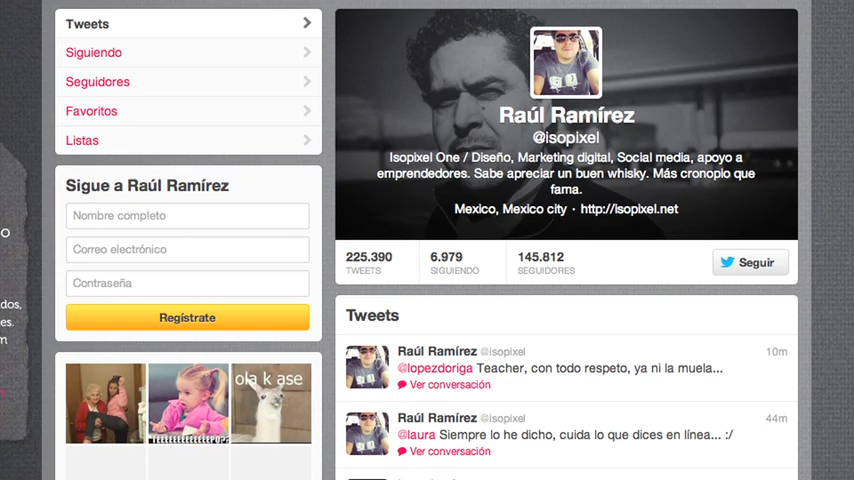 Tweets
Siguiendo
Seguidores
Favoritos
Listas
Sigue a Raúl Ramírez
Nombre completo
Correo electrónico
Contraseña
Regístrate
ola k ase
Raúl Ramírez
@isopixel
Isopixel One / Diseño, Marketing digital, Social media, apoyo a
emprendedores. Sabe apreciar un buen whisky. Más cronopio que
fama.
Mexico, Mexico city · http://isopixel.net
225.390
TWEETS
6.979
SIGUIENDO
145.812
SEGUIDORES
Seguir
Tweets
Raúl Ramírez @isopixel 10m
@lopezdoriga Teacher, con todo respeto, ya ni la muela...
Ver conversación
Raúl Ramírez @isopixel 44m
@laura Siempre lo he dicho, cuida lo que dices en línea... :/
Ver conversación
dos,
es.